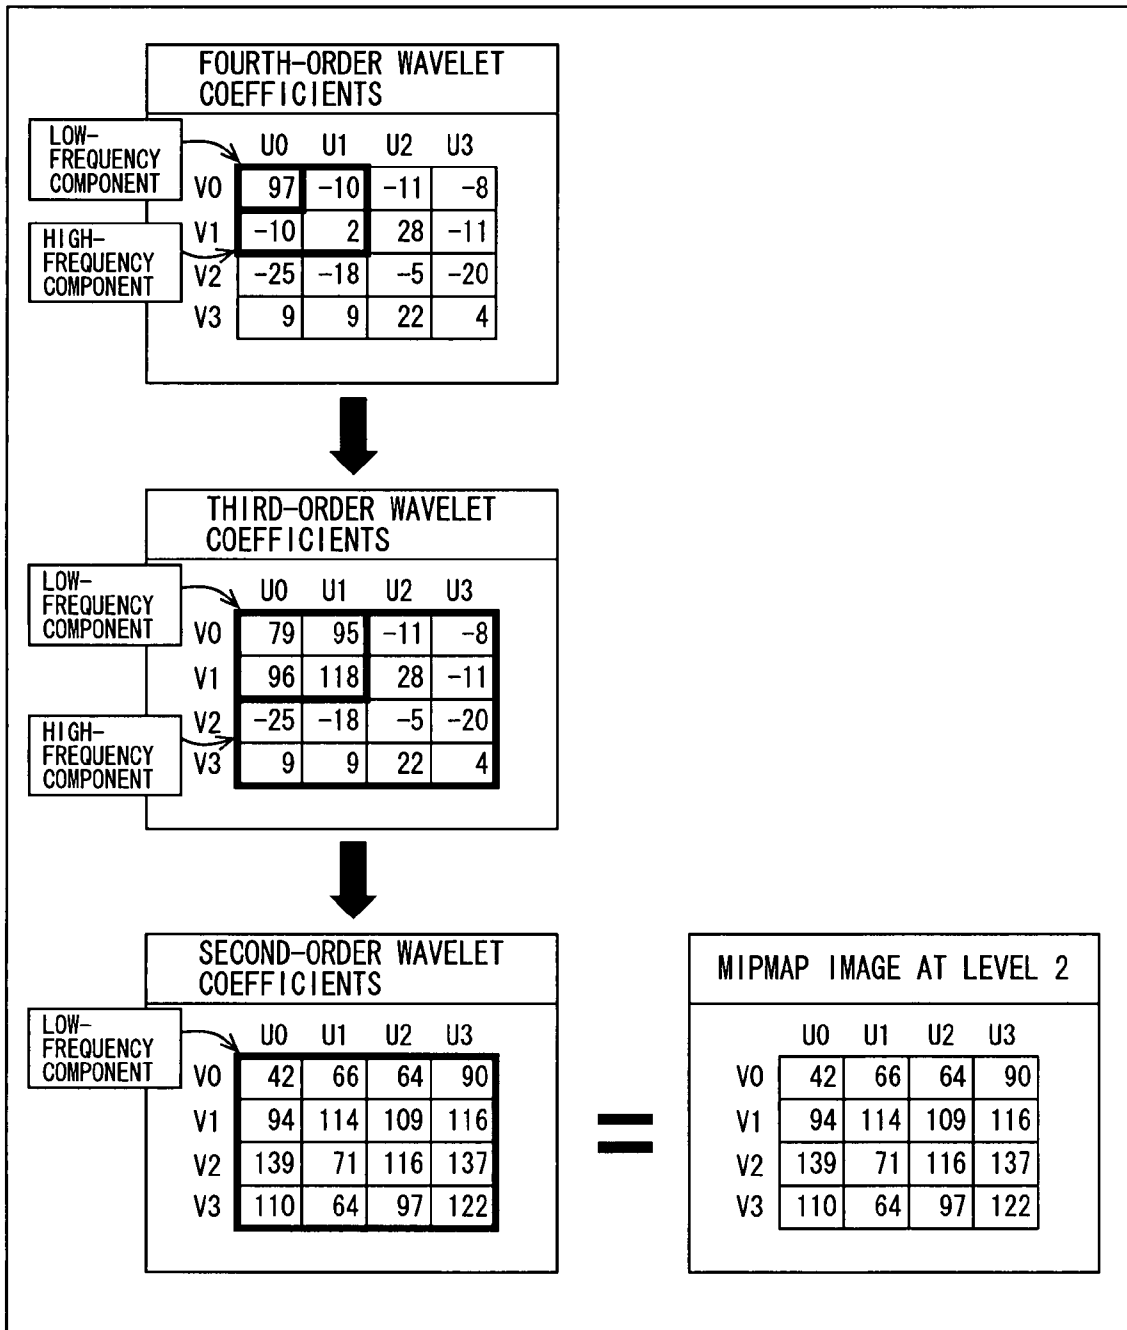 FOURTH-ORDER WAVELET
COEFFICIENTS
LOW-
FREQUENCY
COMPONENT
U0 U1 U2 U3
V0 97 -10 -11 -8
V1 -10 2 28 -11
HIGH-
FREQUENCY
COMPONENT
V2 -25 -18 -5 -20
V3 9 9 22 4
THIRD-ORDER WAVELET
COEFFICIENTS
LOW-
FREQUENCY
COMPONENT
U0 U1 U2 U3
V0 79 95 -11 -8
V1 96 118 28 -11
V2 -25 -18 -5 -20
HIGH-
FREQUENCY
COMPONENT
V3 9 9 22 4
SECOND-ORDER WAVELET
COEFFICIENTS
LOW-
FREQUENCY
COMPONENT
U0 U1 U2 U3
V0 42 66 64 90
V1 94 114 109 116
V2 139 71 116 137
V3 110 64 97 122
=
MIPMAP IMAGE AT LEVEL 2
U0 U1 U2 U3
V0 42 66 64 90
V1 94 114 109 116
V2 139 71 116 137
V3 110 64 97 122